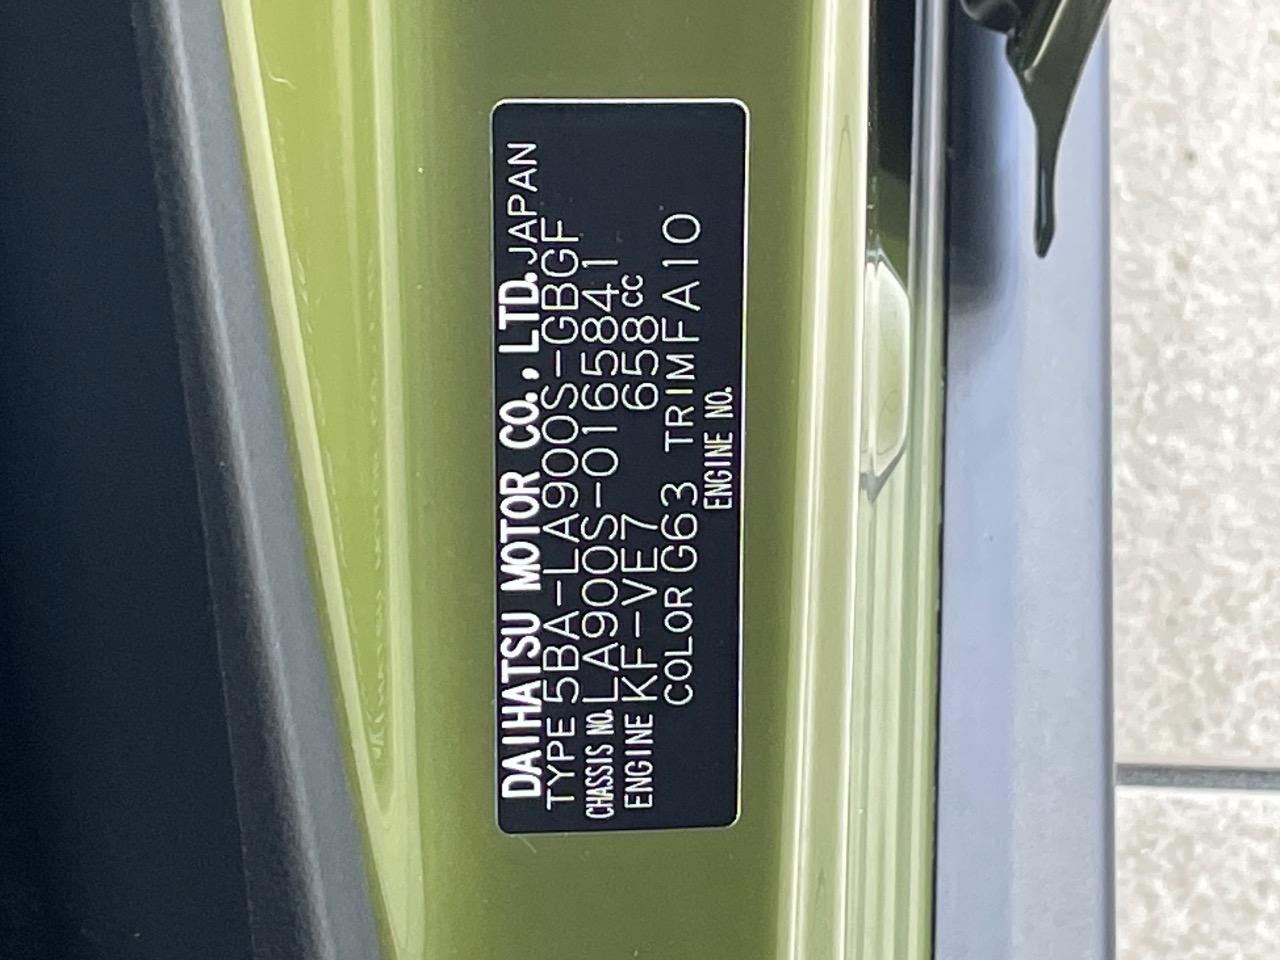 DAIHATSU MOTOR CO., LTD. JAPAN
TYPE 5BA-LA900S-GBGF
CHASSIS NO. LA900S-0165841
ENGINE KF-VE7 658cc
COLOR G63 TRIM FA10
ENGINE NO.